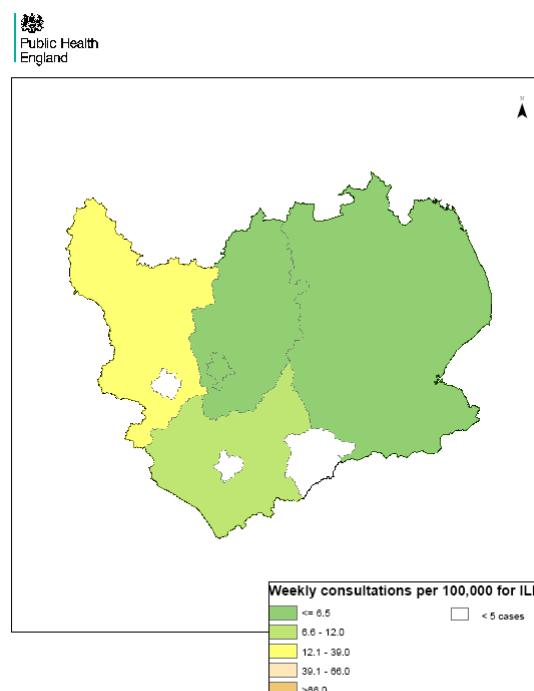 Public Health
England
N
Weekly consultations per 100,000 for ILI
<= 6.5
< 5 cases
6.6 - 12.0
12.1 - 39.0
39.1 - 66.0
>66.0